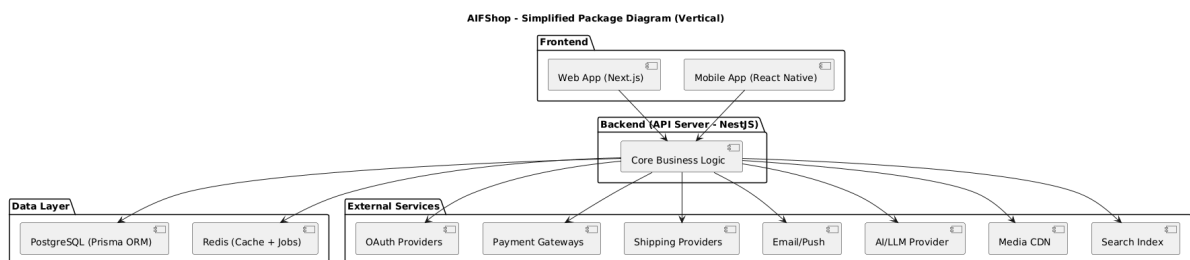 AIFShop - Simplified Package Diagram (Vertical)
Frontend
Web App (Next.js)
Mobile App (React Native)
Backend (API Server - NestJS)
Core Business Logic
Data Layer
PostgreSQL (Prisma ORM)
Redis (Cache + Jobs)
External Services
OAuth Providers
Payment Gateways
Shipping Providers
Email/Push
AI/LLM Provider
Media CDN
Search Index